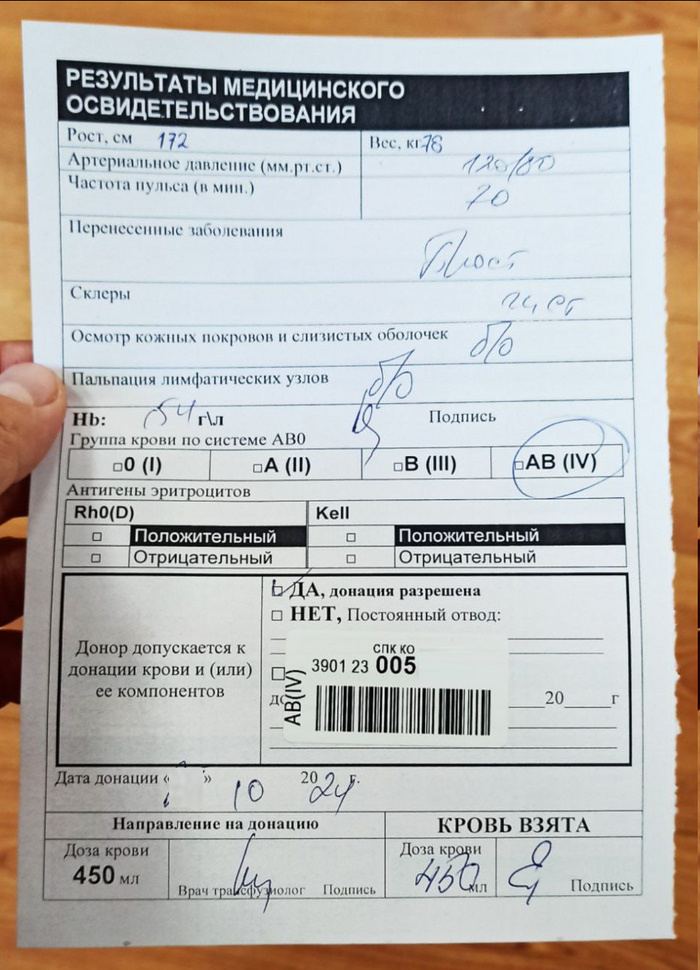 РЕЗУЛЬТАТЫ МЕДИЦИНСКОГО
ОСВИДЕТЕЛЬСТВОВАНИЯ
Рост, см 172 Вес, кг 78
Артериальное давление (мм.рт.ст.) 120/80
Частота пульса (в мин.) 70
Перенесенные заболевания
Склеры
Осмотр кожных покровов и слизистых оболочек б/о
Пальпация лимфатических узлов б/о
Hb: 154 г\л Подпись
Группа крови по системе АВ0
□0 (I) □A (II) □B (III) □AB (IV)
Антигены эритроцитов
Rh0(D) Kell
□ Положительный □ Положительный
□ Отрицательный □ Отрицательный
Донор допускается к
донации крови и (или)
ее компонентов
□ ДА, донация разрешена
□ НЕТ, Постоянный отвод:
СПК КО
3901 23 005
AB(IV)
20 г
Дата донации « » 10 2024 г.
Направление на донацию КРОВЬ ВЗЯТА
Доза крови Доза крови
450 мл Врач трансфузиолог Подпись 450 мл Подпись